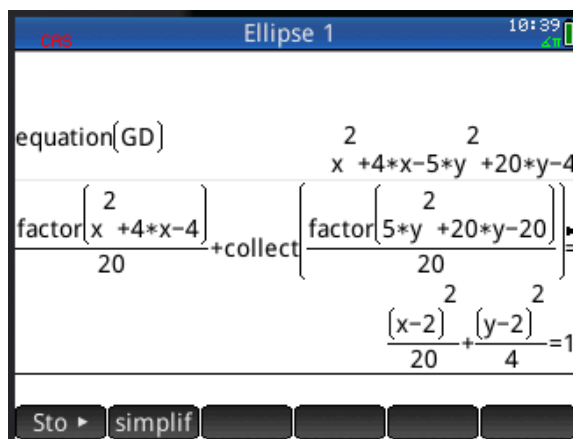 CAS Ellipse 1 10:39
∡π
equation(GD)
x²+4*x-5*y²+20*y-4
factor(x²+4*x-4)/20+collect(factor(5*y²+20*y-20)/20)=
(x-2)²/20+(y-2)²/4=1
Sto ▸ simplif